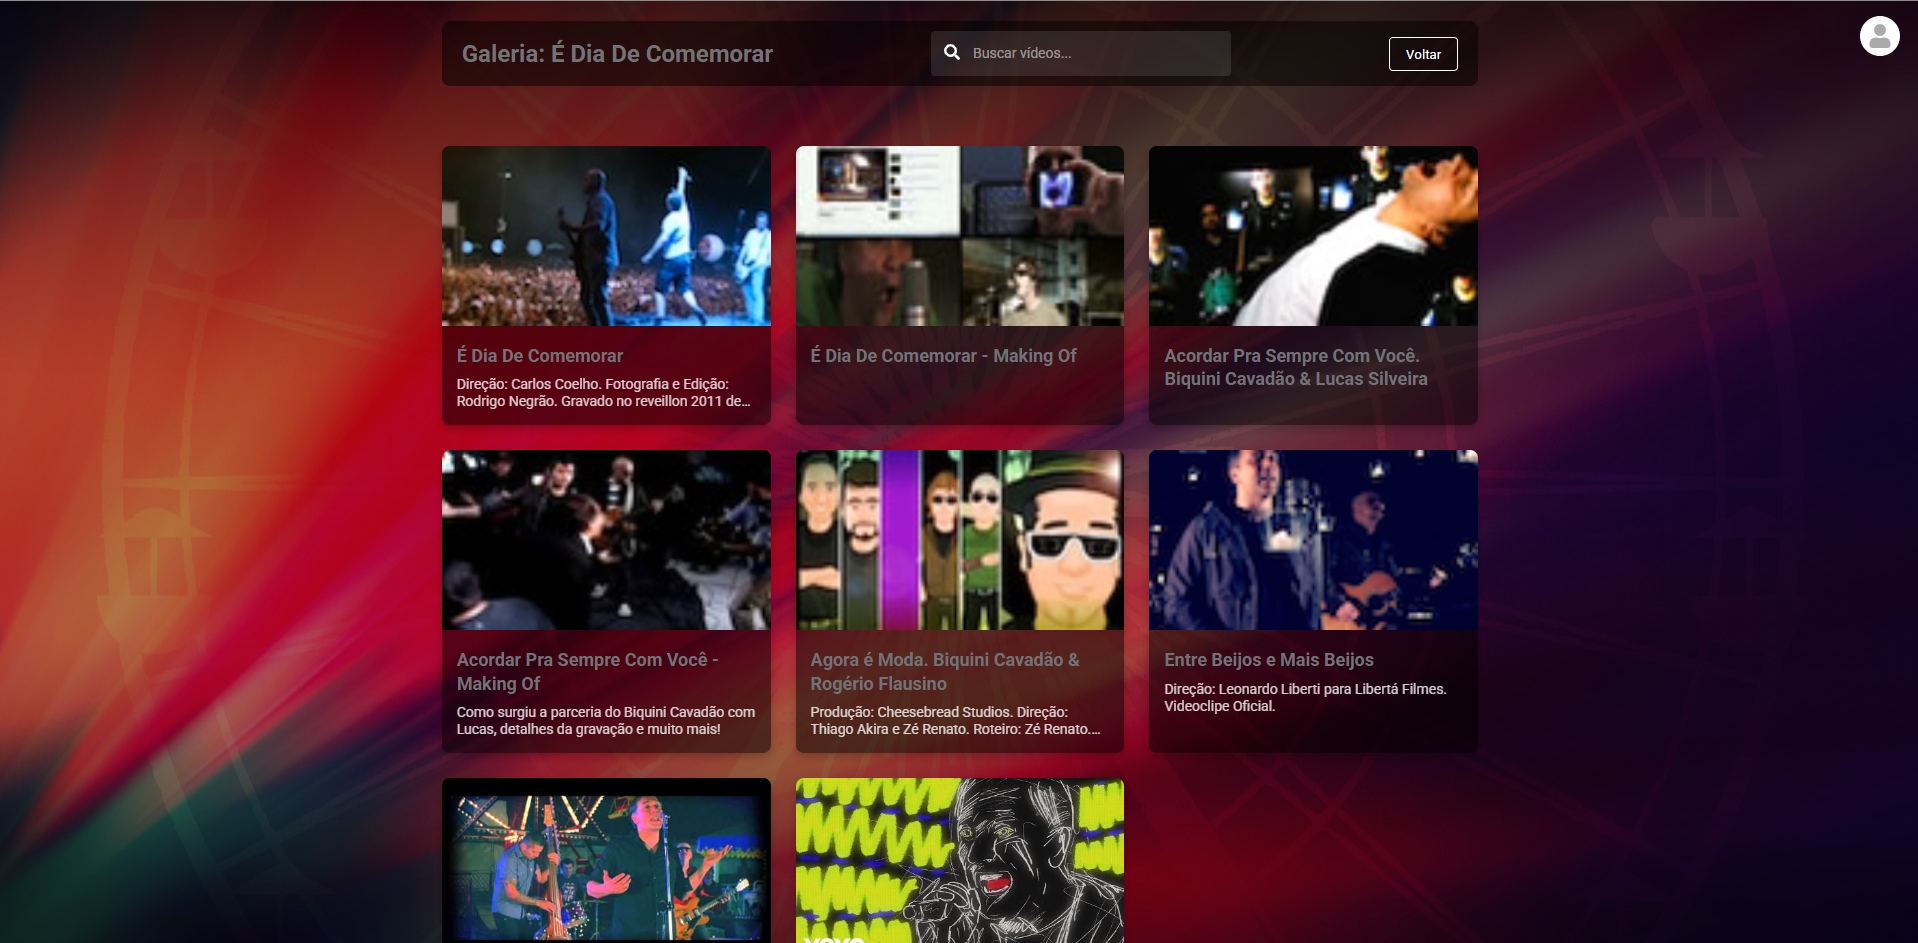 Galeria: É Dia De Comemorar
Buscar vídeos...
Voltar
É Dia De Comemorar
Direção: Carlos Coelho. Fotografia e Edição:
Rodrigo Negrão. Gravado no reveillon 2011 de...
É Dia De Comemorar - Making Of
Acordar Pra Sempre Com Você.
Biquini Cavadão & Lucas Silveira
Acordar Pra Sempre Com Você -
Making Of
Como surgiu a parceria do Biquini Cavadão com
Lucas, detalhes da gravação e muito mais!
Agora é Moda. Biquini Cavadão &
Rogério Flausino
Produção: Cheesebread Studios. Direção:
Thiago Akira e Zé Renato. Roteiro: Zé Renato....
Entre Beijos e Mais Beijos
Direção: Leonardo Liberti para Libertá Filmes.
Videoclipe Oficial.
vevo